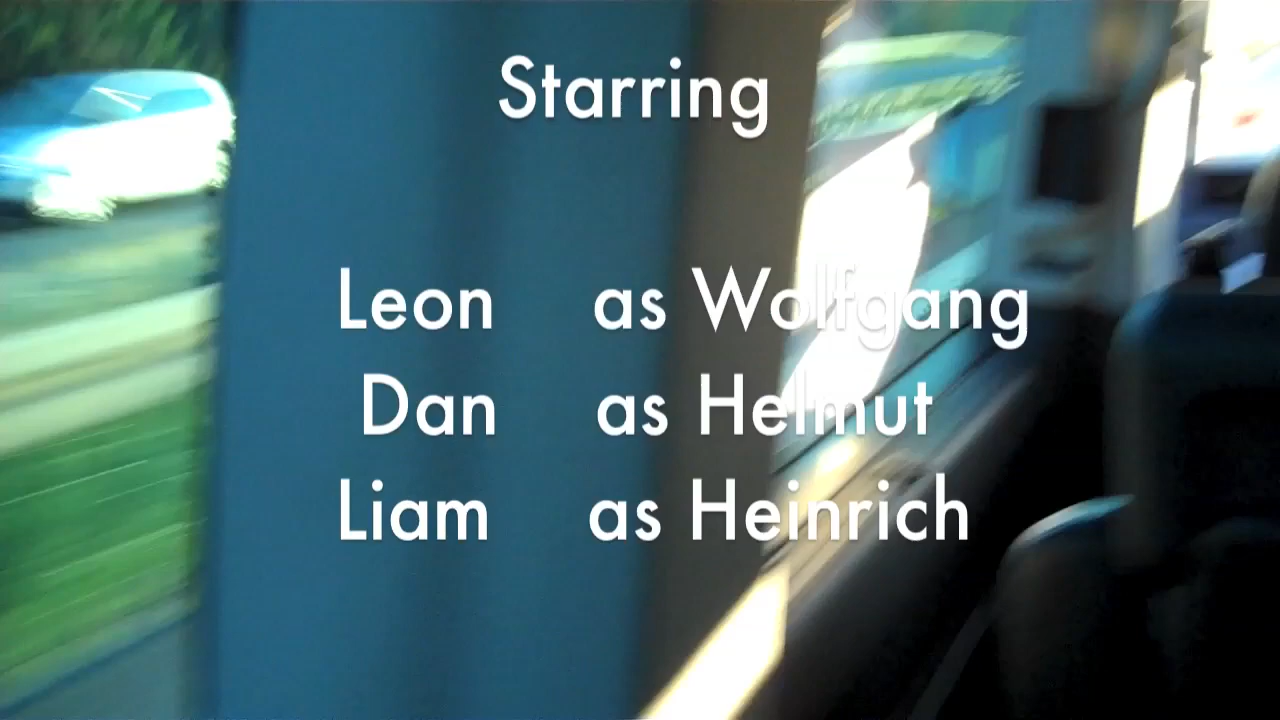 Starring
Leon as Wolfgang
Dan as Helmut
Liam as Heinrich